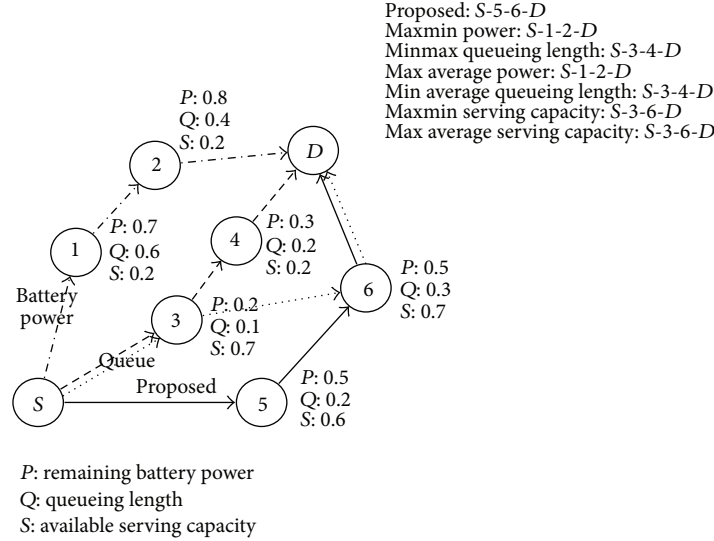 Proposed: S-5-6-D
Maxmin power: S-1-2-D
Minmax queueing length: S-3-4-D
Max average power: S-1-2-D
Min average queueing length: S-3-4-D
Maxmin serving capacity: S-3-6-D
Max average serving capacity: S-3-6-D
P: 0.8
Q: 0.4
S: 0.2
2
D
P: 0.7
Q: 0.6
S: 0.2
1
P: 0.3
Q: 0.2
S: 0.2
4
Battery
power
3
P: 0.2
Q: 0.1
S: 0.7
6
P: 0.5
Q: 0.3
S: 0.7
Queue
Proposed
S
5
P: 0.5
Q: 0.2
S: 0.6
P: remaining battery power
Q: queueing length
S: available serving capacity